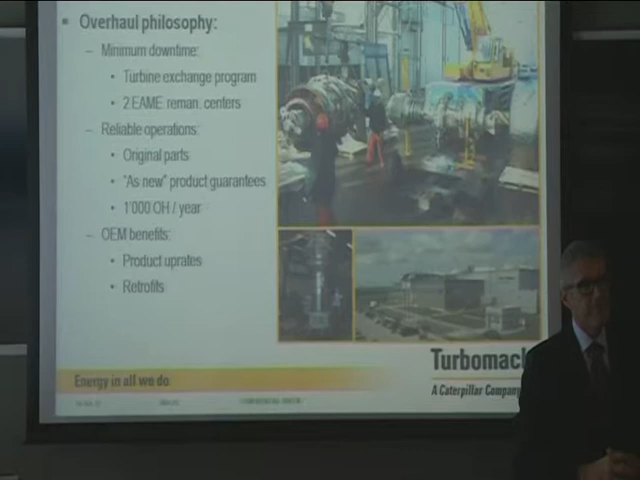 Overhaul philosophy:
– Minimum downtime:
• Turbine exchange program
• 2 EAME reman. centers
– Reliable operations:
• Original parts
• "As new" product guarantees
• 1'000 OH / year
– OEM benefits:
• Product uprates
• Retrofits
Turbomach
A Caterpillar Company
Energy in all we do